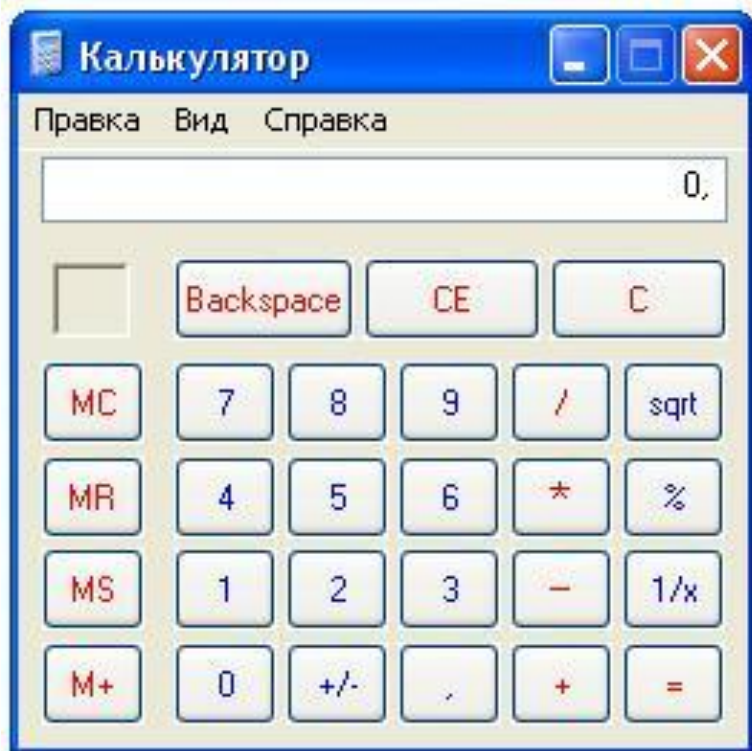 Калькулятор
Правка Вид Справка
0,
Backspace CE C
MC 7 8 9 / sqrt
MR 4 5 6 * %
MS 1 2 3 - 1/x
M+ 0 +/- , + =